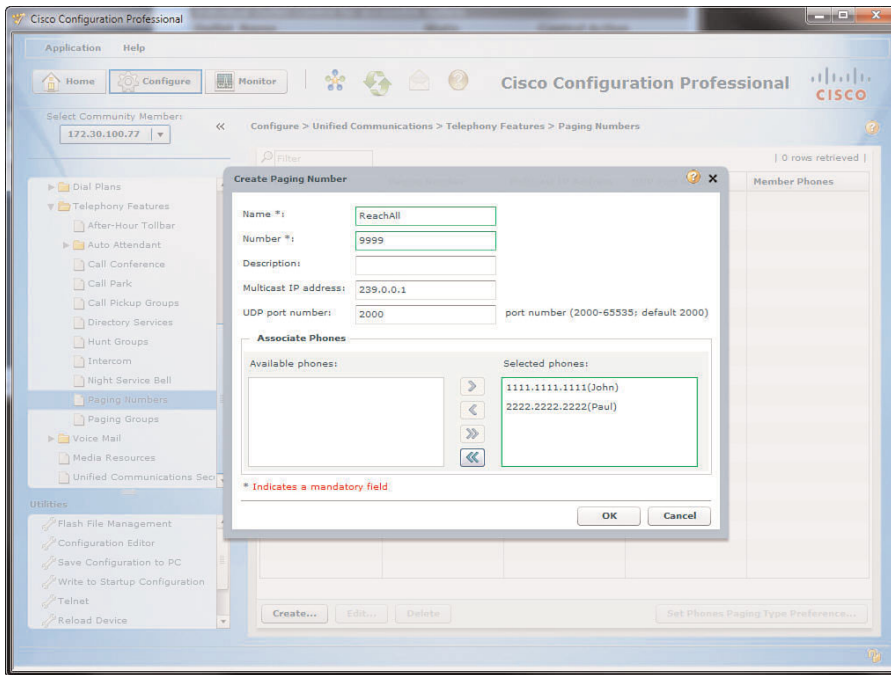 Cisco Configuration Professional
Application Help
Home Configure Monitor Cisco Configuration Professional
CISCO
Select Community Member:
172.30.100.77
Configure > Unified Communications > Telephony Features > Paging Numbers
Filter
0 rows retrieved
Member Phones
Dial Plans
Telephony Features
After-Hour Tollbar
Auto Attendant
Call Conference
Call Park
Call Pickup Groups
Directory Services
Hunt Groups
Intercom
Night Service Bell
Paging Numbers
Paging Groups
Voice Mail
Media Resources
Unified Communications Sec
Utilities
Flash File Management
Configuration Editor
Save Configuration to PC
Write to Startup Configuration
Telnet
Reload Device
Create Paging Number
Name *: ReachAll
Number *: 9999
Description:
Multicast IP address: 239.0.0.1
UDP port number: 2000 port number (2000-65535; default 2000)
Associate Phones
Available phones: Selected phones:
1111.1111.1111(John)
2222.2222.2222(Paul)
* Indicates a mandatory field
OK Cancel
Create... Edit... Delete Set Phones Paging Type Preference...